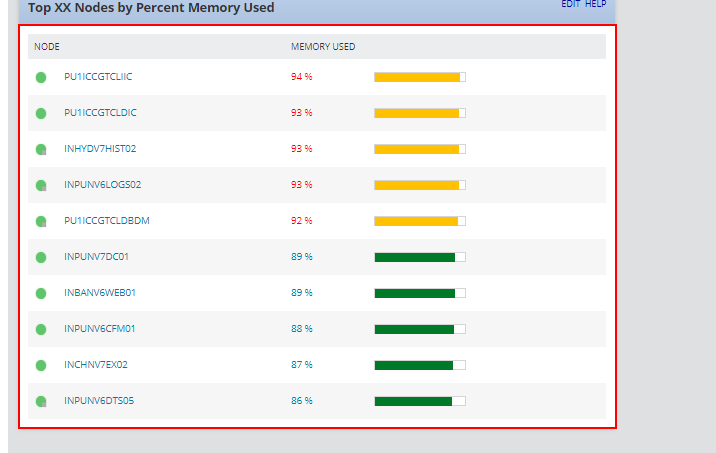 Top XX Nodes by Percent Memory Used EDIT HELP
NODE MEMORY USED
PU1ICCGTCLIIC 94 %
PU1ICCGTCLDIC 93 %
INHYDV7HIST02 93 %
INPUNV6LOGS02 93 %
PU1ICCGTCLDBDM 92 %
INPUNV7DC01 89 %
INBANV6WEB01 89 %
INPUNV6CFM01 88 %
INCHNV7EX02 87 %
INPUNV6DTS05 86 %